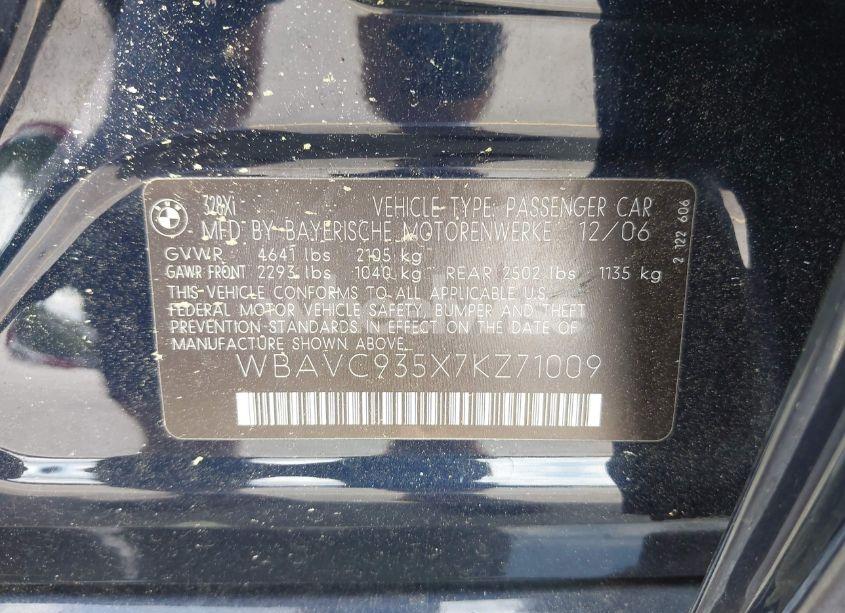 328Xi VEHICLE TYPE: PASSENGER CAR
MFD BY BAYERISCHE MOTORENWERKE 12/06
GVWR 4641 lbs 2105 kg
GAWR FRONT 2293 lbs 1040 kg REAR 2502 lbs 1135 kg
THIS VEHICLE CONFORMS TO ALL APPLICABLE U.S.
FEDERAL MOTOR VEHICLE SAFETY, BUMPER AND THEFT
PREVENTION STANDARDS IN EFFECT ON THE DATE OF
MANUFACTURE SHOWN ABOVE.
WBAVC935X7KZ71009
2 122 606